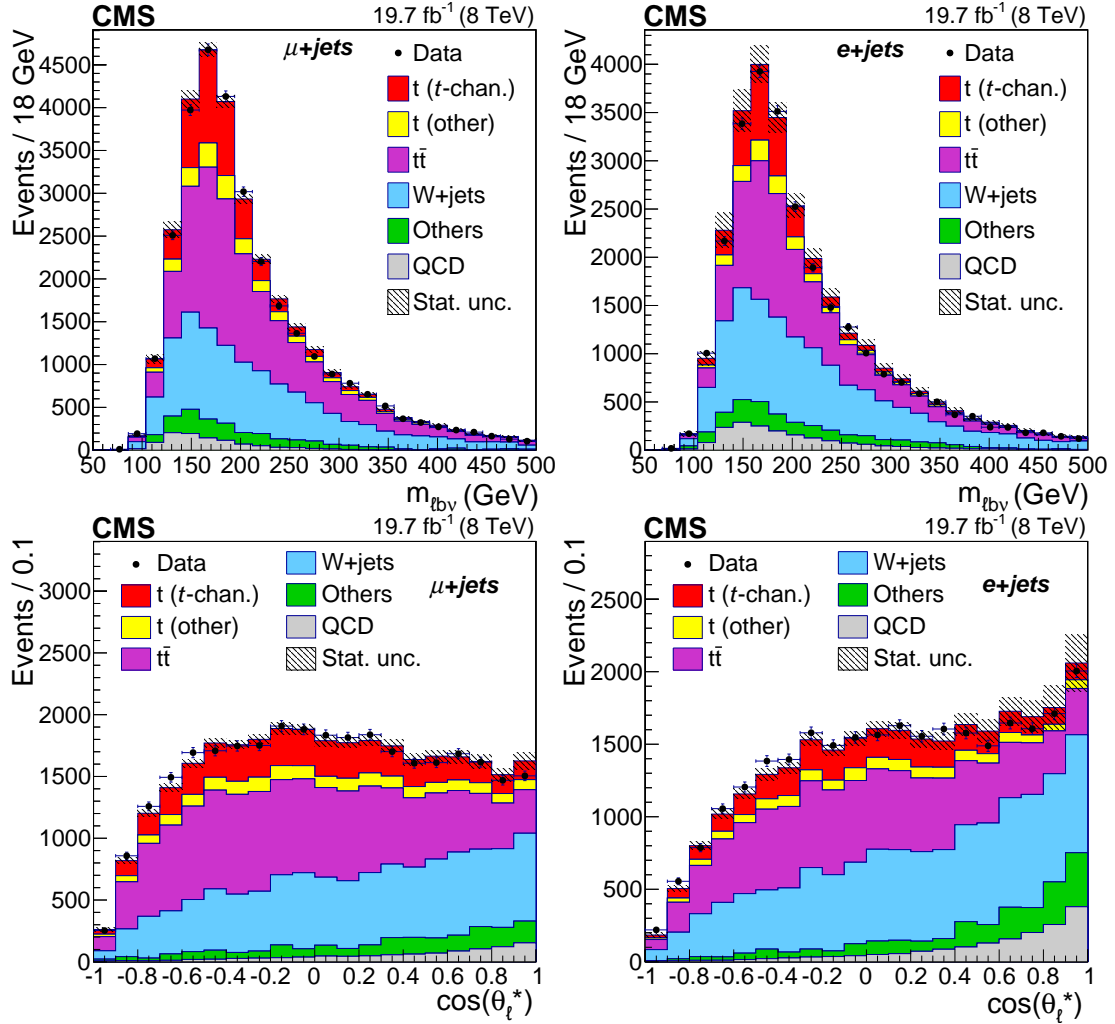 CMS 19.7 fb⁻¹ (8 TeV)
Events / 18 GeV
μ+jets
Data
t (t-chan.)
t (other)
tt̄
W+jets
Others
QCD
Stat. unc.
4500
4000
3500
3000
2500
2000
1500
1000
500
0
50 100 150 200 250 300 350 400 450 500
m_ℓbν (GeV)
CMS 19.7 fb⁻¹ (8 TeV)
Events / 18 GeV
e+jets
Data
t (t-chan.)
t (other)
tt̄
W+jets
Others
QCD
Stat. unc.
4000
3500
3000
2500
2000
1500
1000
500
0
50 100 150 200 250 300 350 400 450 500
m_ℓbν (GeV)
CMS 19.7 fb⁻¹ (8 TeV)
Events / 0.1
Data W+jets
t (t-chan.) Others
t (other) QCD
tt̄ Stat. unc.
μ+jets
3000
2500
2000
1500
1000
500
0
-1 -0.8 -0.6 -0.4 -0.2 0 0.2 0.4 0.6 0.8 1
cos(θ_ℓ*)
CMS 19.7 fb⁻¹ (8 TeV)
Events / 0.1
Data W+jets
t (t-chan.) Others
t (other) QCD
tt̄ Stat. unc.
e+jets
2500
2000
1500
1000
500
0
-1 -0.8 -0.6 -0.4 -0.2 0 0.2 0.4 0.6 0.8 1
cos(θ_ℓ*)